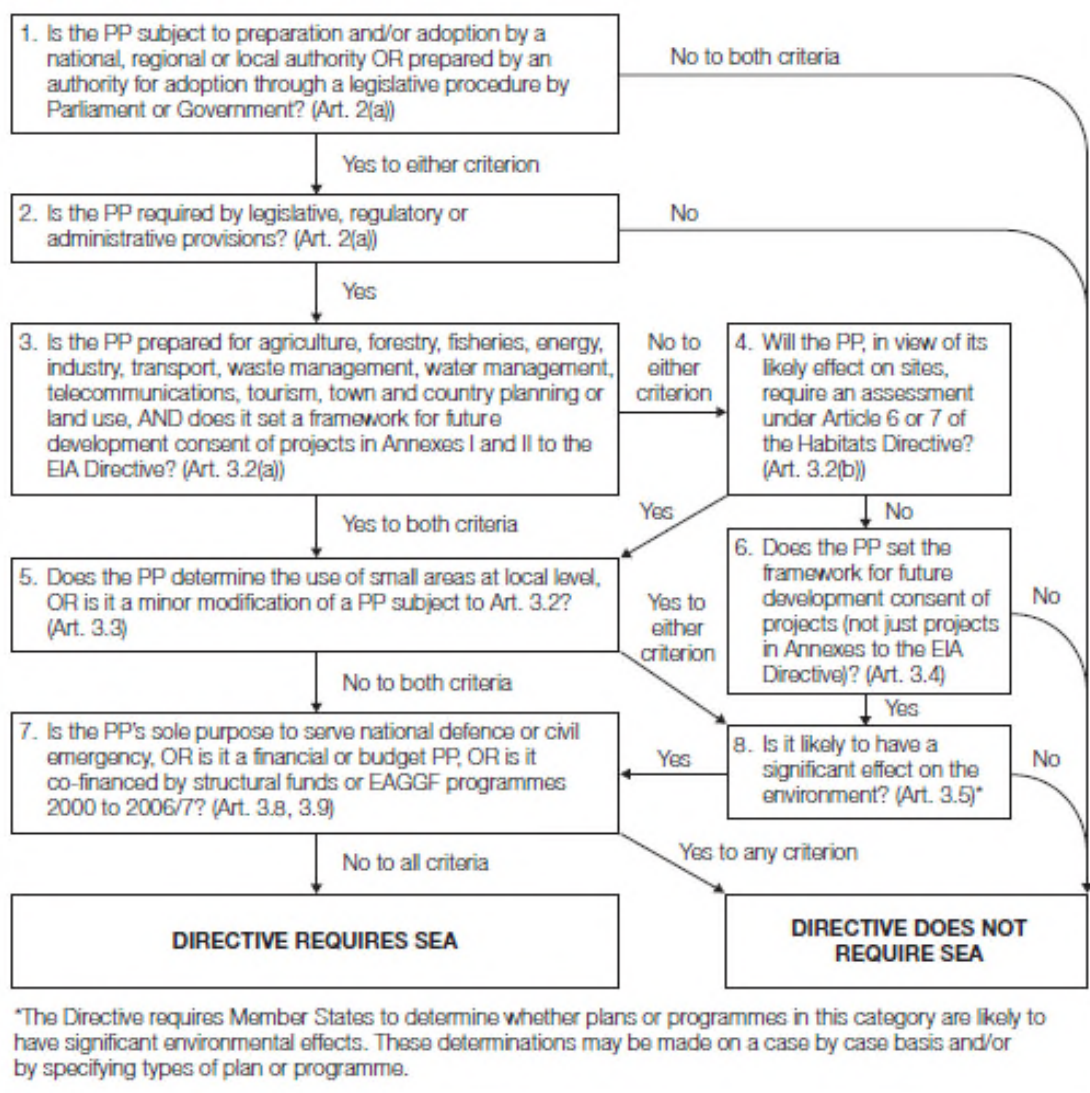 1. Is the PP subject to preparation and/or adoption by a
national, regional or local authority OR prepared by an
authority for adoption through a legislative procedure by
Parliament or Government? (Art. 2(a))
No to both criteria
Yes to either criterion
2. Is the PP required by legislative, regulatory or
administrative provisions? (Art. 2(a))
No
Yes
3. Is the PP prepared for agriculture, forestry, fisheries, energy,
industry, transport, waste management, water management,
telecommunications, tourism, town and country planning or
land use, AND does it set a framework for future
development consent of projects in Annexes I and II to the
EIA Directive? (Art. 3.2(a))
No to
either
criterion
4. Will the PP, in view of its
likely effect on sites,
require an assessment
under Article 6 or 7 of
the Habitats Directive?
(Art. 3.2(b))
Yes to both criteria
Yes
No
5. Does the PP determine the use of small areas at local level,
OR is it a minor modification of a PP subject to Art. 3.2?
(Art. 3.3)
Yes to
either
criterion
6. Does the PP set the
framework for future
development consent of
projects (not just projects
in Annexes to the EIA
Directive)? (Art. 3.4)
No
No to both criteria
Yes
7. Is the PP's sole purpose to serve national defence or civil
emergency, OR is it a financial or budget PP, OR is it
co-financed by structural funds or EAGGF programmes
2000 to 2006/7? (Art. 3.8, 3.9)
Yes
8. Is it likely to have a
significant effect on the
environment? (Art. 3.5)*
No
No to all criteria
Yes to any criterion
DIRECTIVE REQUIRES SEA
DIRECTIVE DOES NOT
REQUIRE SEA
*The Directive requires Member States to determine whether plans or programmes in this category are likely to
have significant environmental effects. These determinations may be made on a case by case basis and/or
by specifying types of plan or programme.